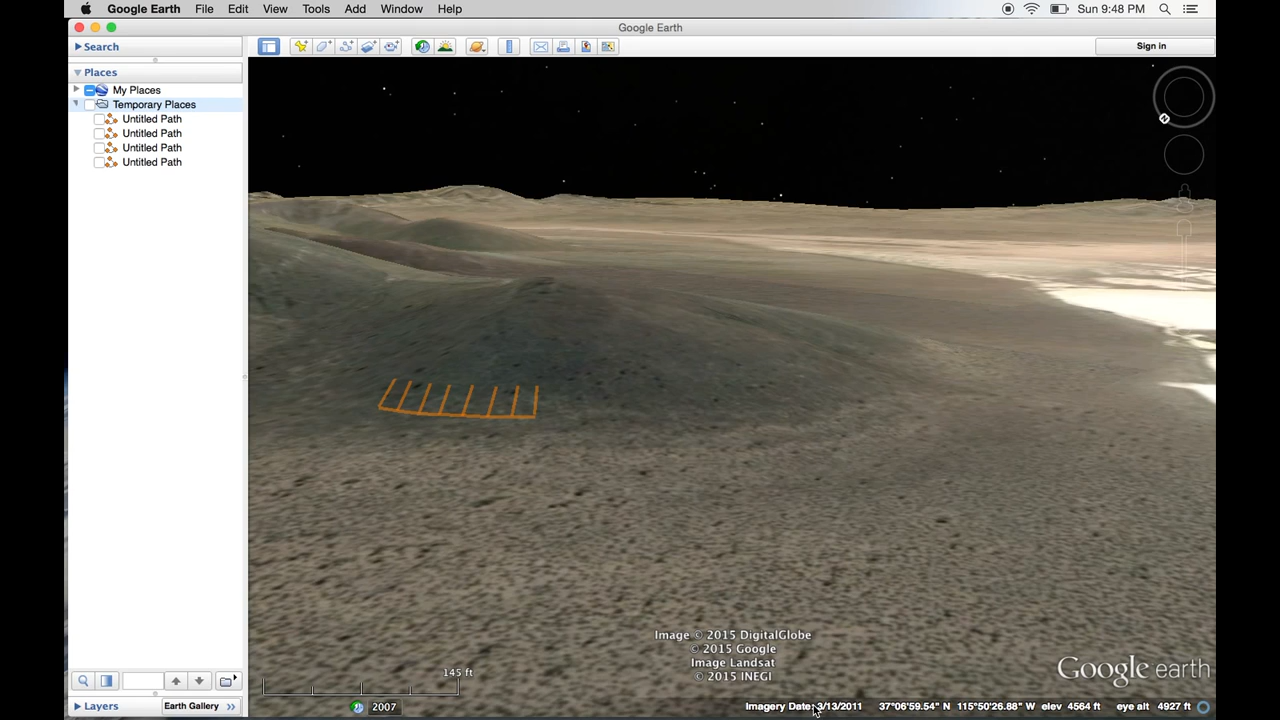 Google Earth File Edit View Tools Add Window Help Sun 9:48 PM
Google Earth
Search
Sign in
Places
My Places
Temporary Places
Untitled Path
Untitled Path
Untitled Path
Untitled Path
N
Image © 2015 DigitalGlobe
© 2015 Google
Image Landsat
© 2015 INEGI
145 ft
Google earth
Layers Earth Gallery >>
2007
Imagery Date: 3/13/2011 37°06'59.54" N 115°50'26.88" W elev 4564 ft eye alt 4927 ft